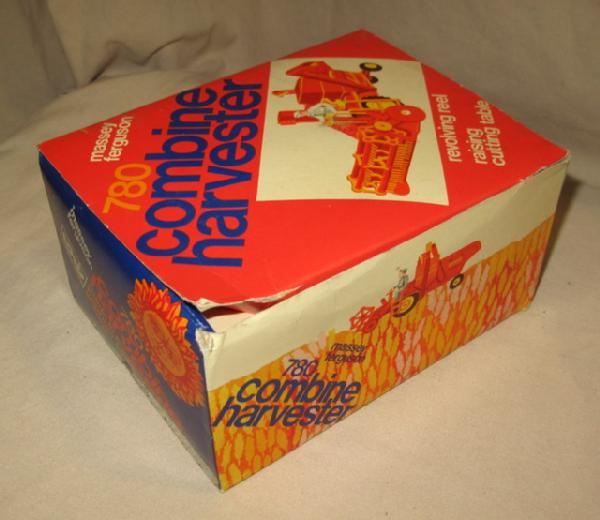 massey
ferguson
780
combine
harvester
revolving reel
raising
cutting table
massey
ferguson
780
combine
harvester